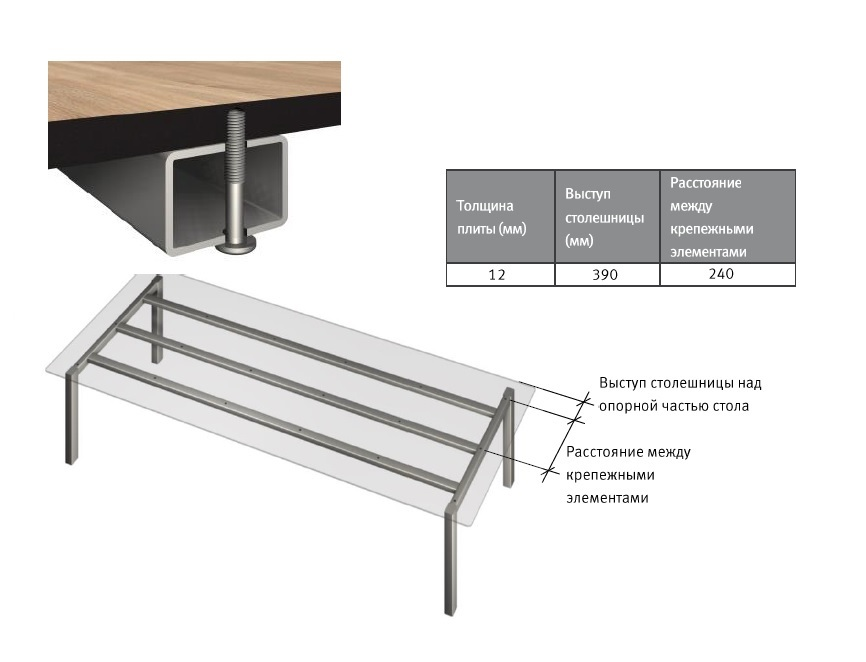 Толщина
плиты (мм)
Выступ
столешницы
(мм)
Расстояние
между
крепежными
элементами
12
390
240
Выступ столешницы над
опорной частью стола
Расстояние между
крепежными
элементами